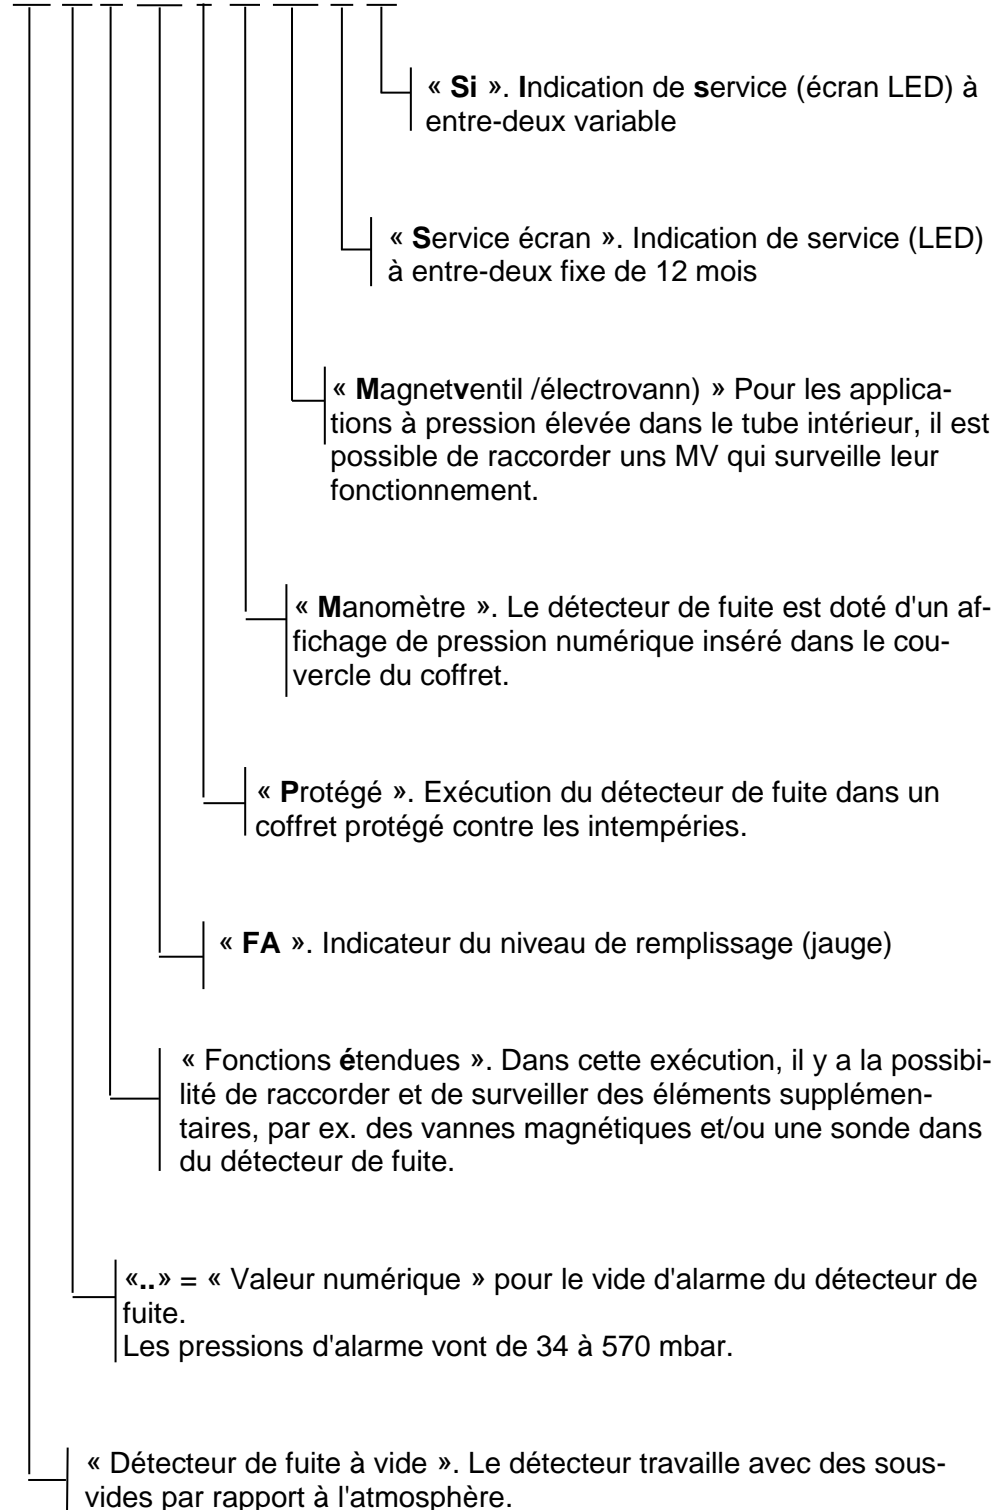 « Si ». Indication de service (écran LED) à
entre-deux variable
« Service écran ». Indication de service (LED)
à entre-deux fixe de 12 mois
« Magnetventil /électrovann) » Pour les applica-
tions à pression élevée dans le tube intérieur, il est
possible de raccorder uns MV qui surveille leur
fonctionnement.
« Manomètre ». Le détecteur de fuite est doté d'un af-
fichage de pression numérique inséré dans le cou-
vercle du coffret.
« Protégé ». Exécution du détecteur de fuite dans un
coffret protégé contre les intempéries.
« FA ». Indicateur du niveau de remplissage (jauge)
« Fonctions étendues ». Dans cette exécution, il y a la possibi-
lité de raccorder et de surveiller des éléments supplémen-
taires, par ex. des vannes magnétiques et/ou une sonde dans
du détecteur de fuite.
«..» = « Valeur numérique » pour le vide d'alarme du détecteur de
fuite.
Les pressions d'alarme vont de 34 à 570 mbar.
« Détecteur de fuite à vide ». Le détecteur travaille avec des sous-
vides par rapport à l'atmosphère.